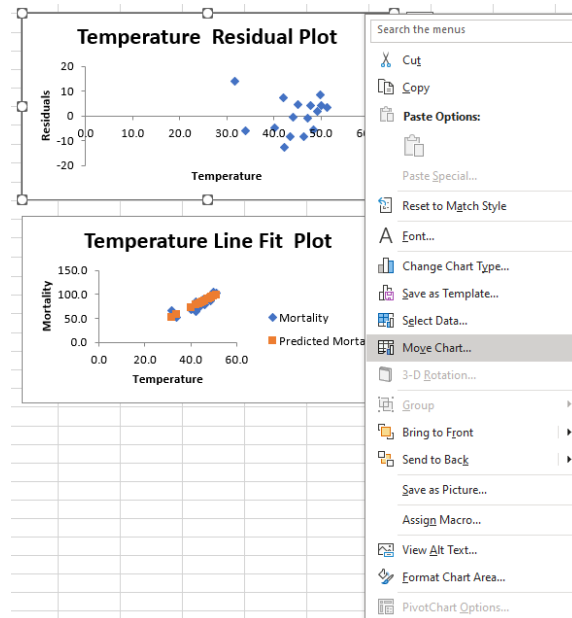 Temperature  Residual Plot
20
10
0
-10
-20
0.0 10.0 20.0 30.0 40.0 50.0
Residuals
Temperature
Temperature Line Fit  Plot
150.0
100.0
50.0
0.0
0.0 20.0 40.0 60.0
Mortality
Temperature
Mortality
Predicted Morta
Search the menus
Cut
Copy
Paste Options:
Paste Special...
Reset to Match Style
Font...
Change Chart Type...
Save as Template...
Select Data...
Move Chart...
3-D Rotation...
Group
Bring to Front
Send to Back
Save as Picture...
Assign Macro...
View Alt Text...
Format Chart Area...
PivotChart Options...